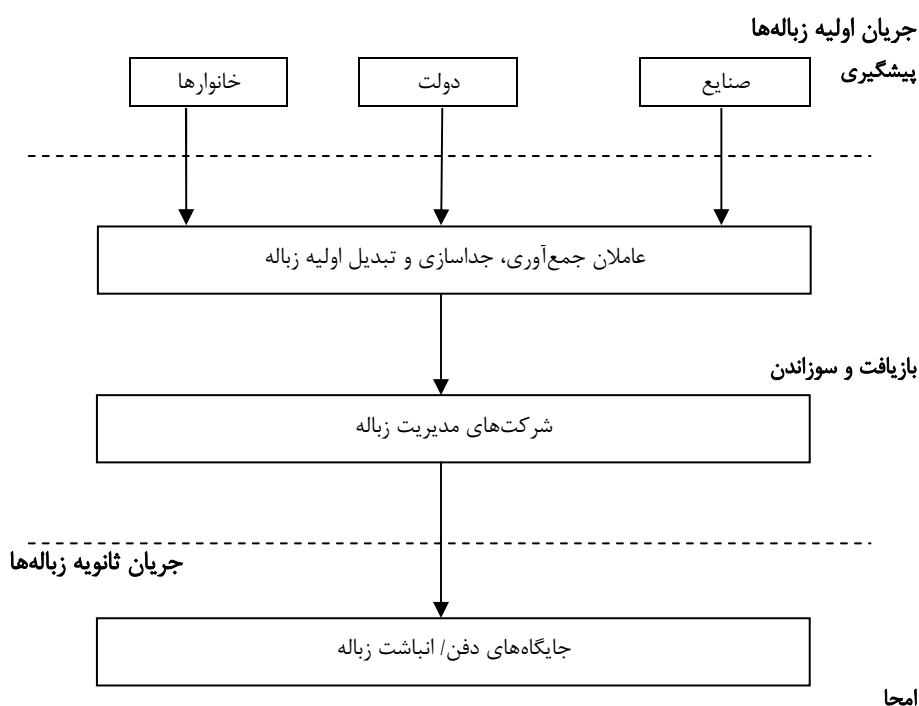 جریان اولیه زباله‌ها
پیشگیری
صنایع
دولت
خانوارها
عاملان جمع‌آوری، جداسازی و تبدیل اولیه زباله
بازیافت و سوزاندن
شرکت‌های مدیریت زباله
جریان ثانویه زباله‌ها
جایگاه‌های دفن/ انباشت زباله
امحا